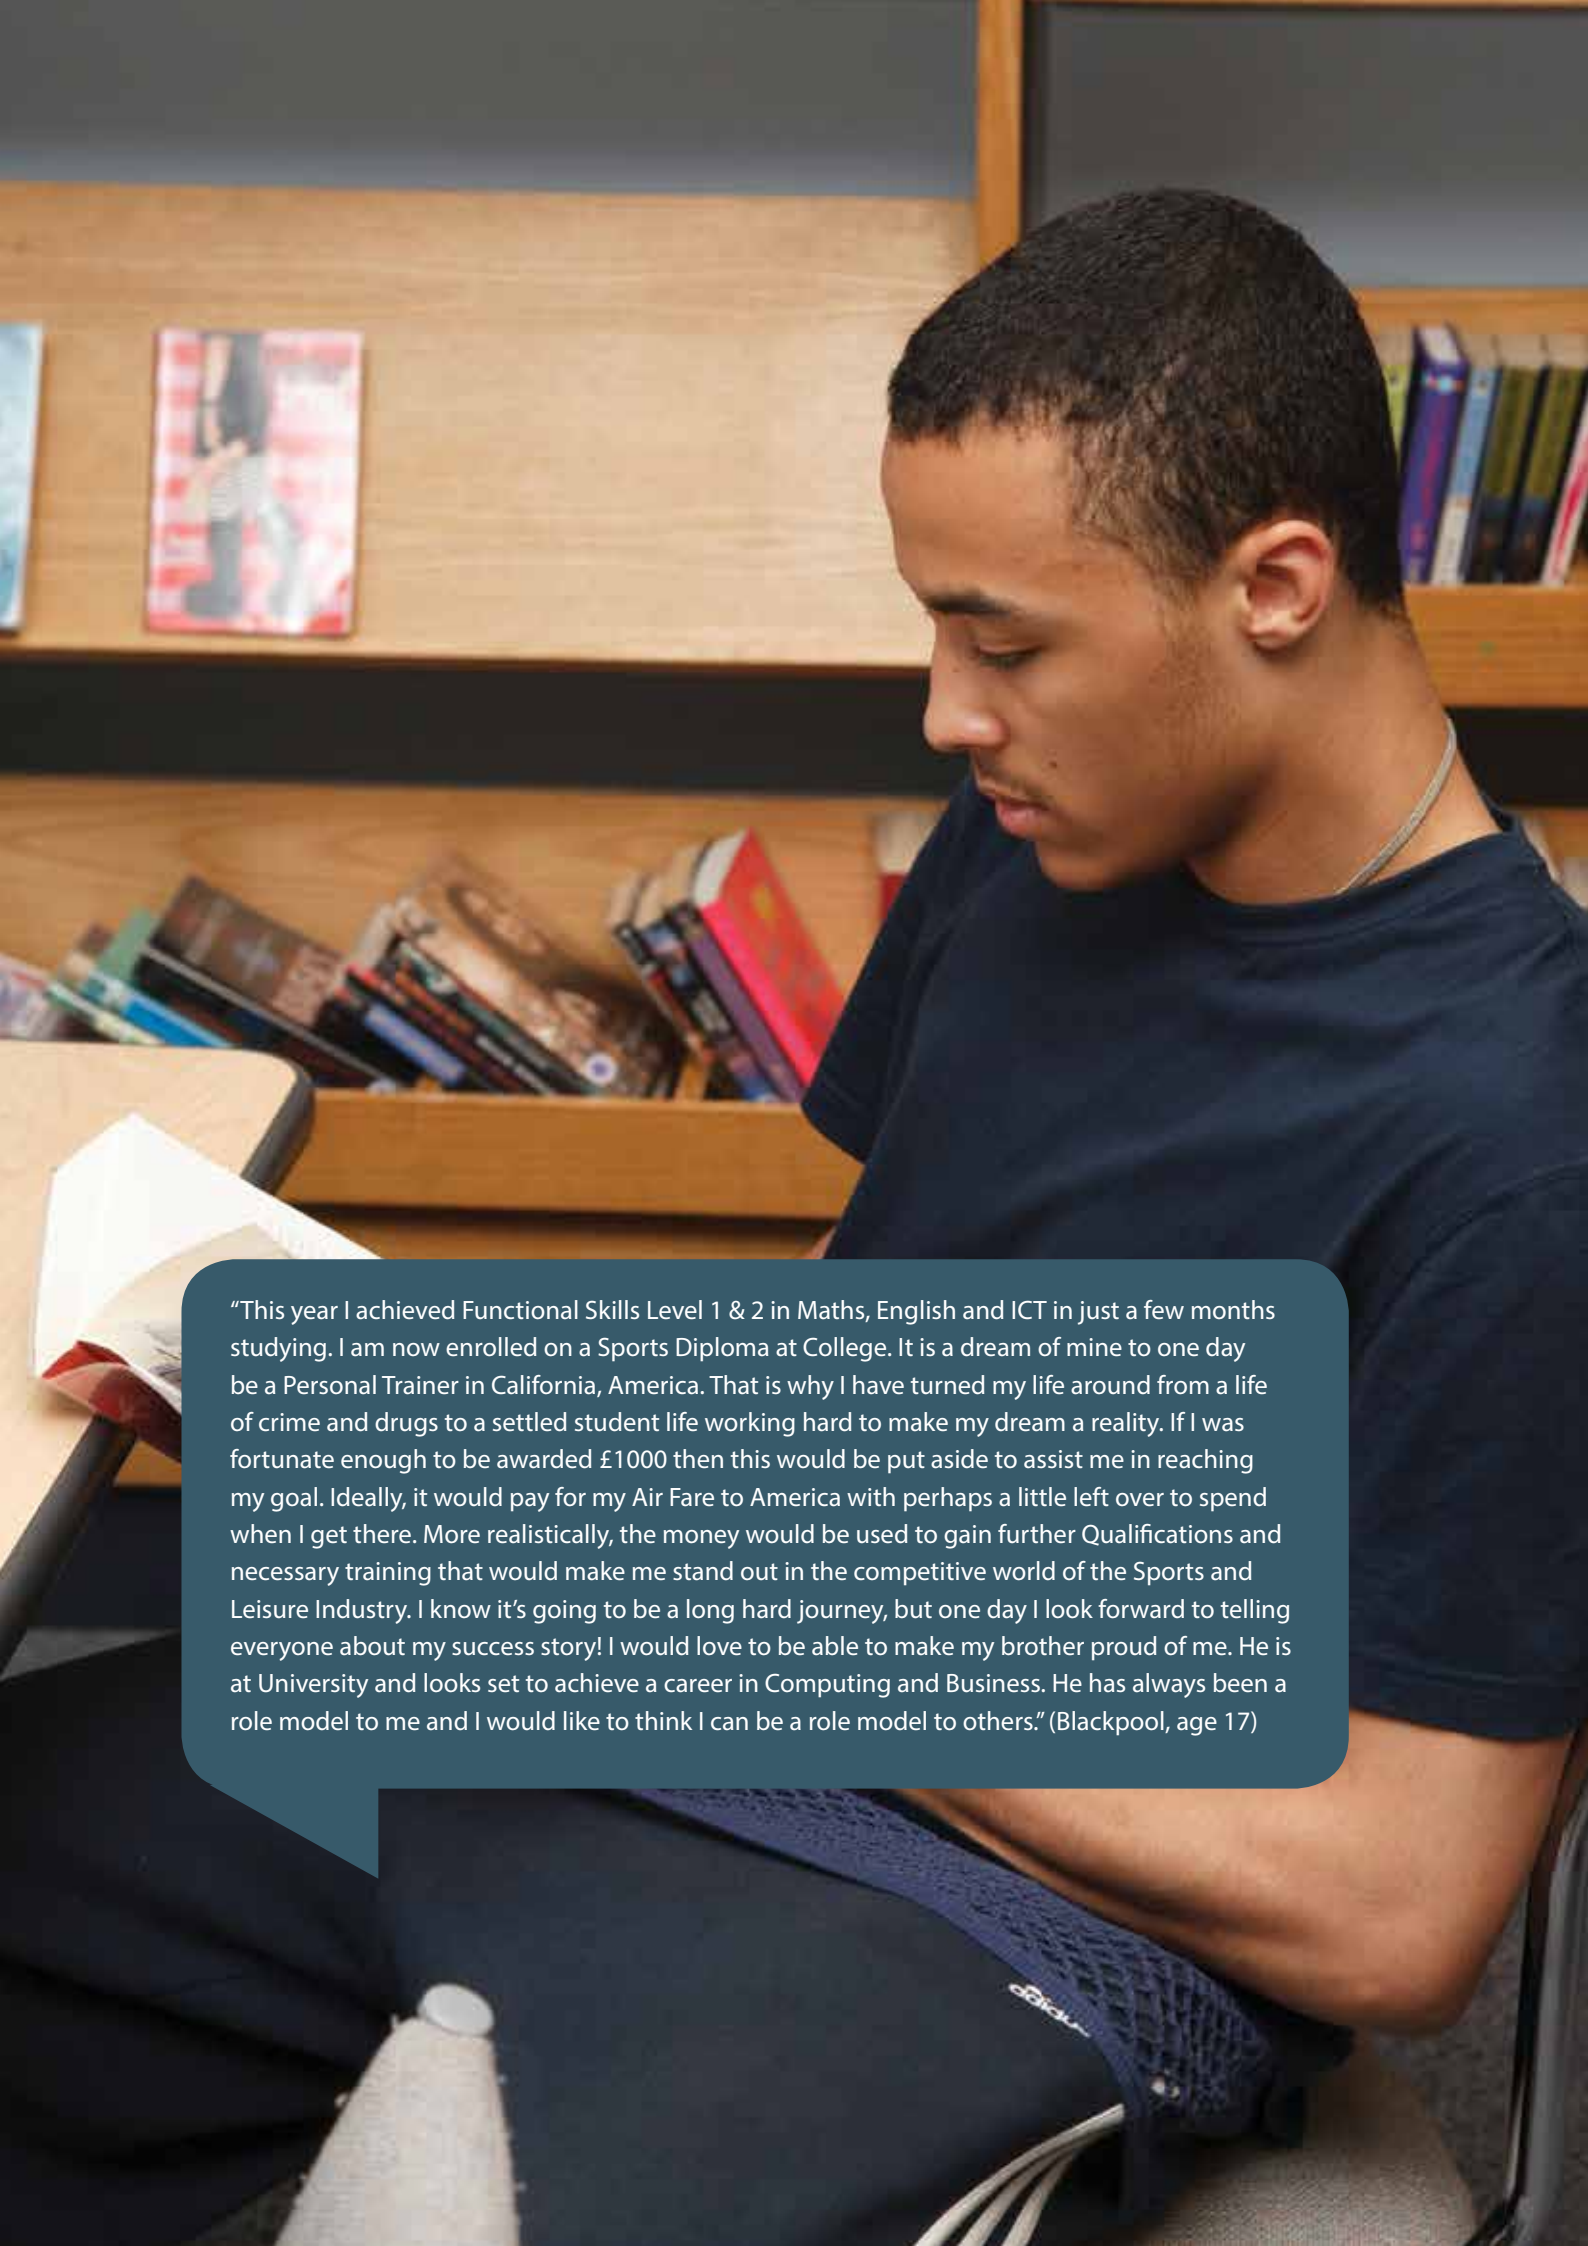 “This year I achieved Functional Skills Level 1 & 2 in Maths, English and ICT in just a few months
studying. I am now enrolled on a Sports Diploma at College. It is a dream of mine to one day
be a Personal Trainer in California, America. That is why I have turned my life around from a life
of crime and drugs to a settled student life working hard to make my dream a reality. If I was
fortunate enough to be awarded £1000 then this would be put aside to assist me in reaching
my goal. Ideally, it would pay for my Air Fare to America with perhaps a little left over to spend
when I get there. More realistically, the money would be used to gain further Qualifications and
necessary training that would make me stand out in the competitive world of the Sports and
Leisure Industry. I know it’s going to be a long hard journey, but one day I look forward to telling
everyone about my success story! I would love to be able to make my brother proud of me. He is
at University and looks set to achieve a career in Computing and Business. He has always been a
role model to me and I would like to think I can be a role model to others.” (Blackpool, age 17)